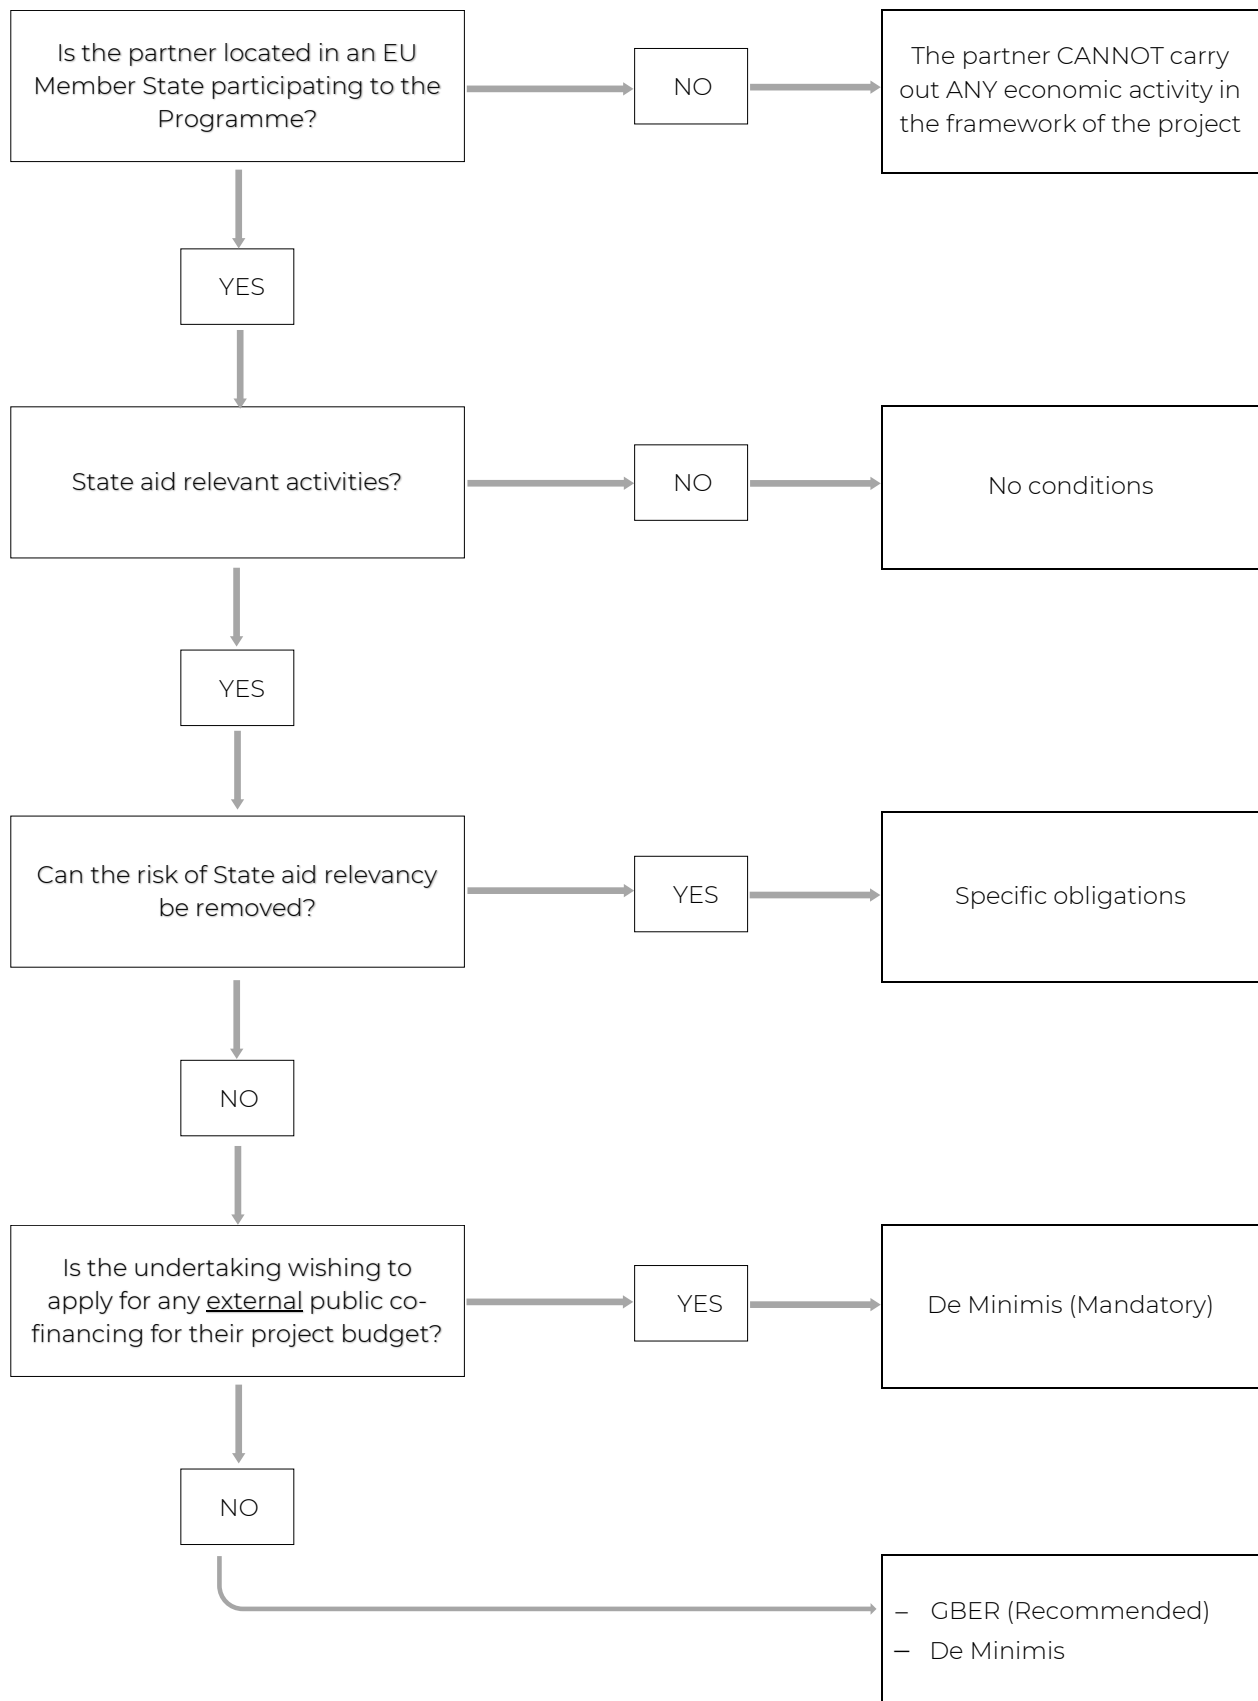 Is the partner located in an EU
Member State participating to the
Programme?
NO
The partner CANNOT carry
out ANY economic activity in
the framework of the project
YES
State aid relevant activities?
NO
No conditions
YES
Can the risk of State aid relevancy
be removed?
YES
Specific obligations
NO
Is the undertaking wishing to
apply for any external public co-
financing for their project budget?
YES
De Minimis (Mandatory)
NO
– GBER (Recommended)
– De Minimis